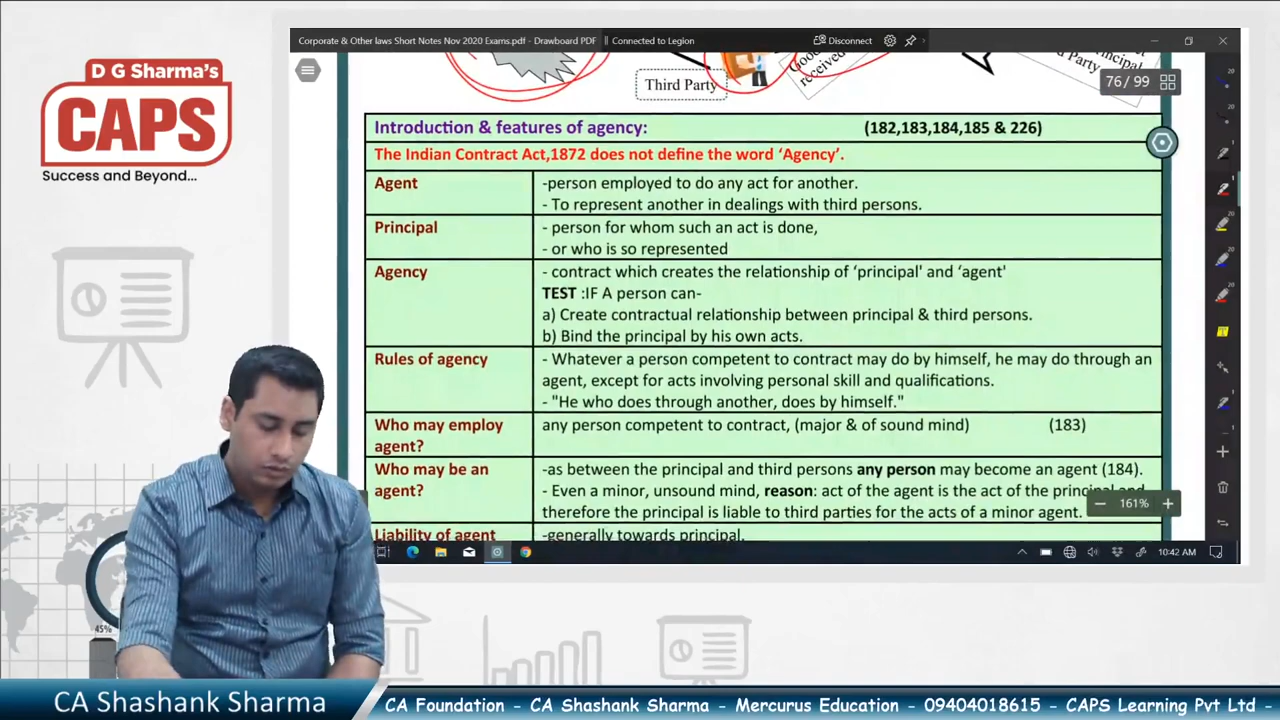 D G Sharma's
CAPS
Success and Beyond...
Corporate & Other laws Short Notes Nov 2020 Exams.pdf - Drawboard PDF
Connected to Legion
Disconnect
Third Party
Goods
received
Third Party
Principal
76 / 99
Introduction & features of agency: (182,183,184,185 & 226)
The Indian Contract Act,1872 does not define the word ‘Agency’.
Agent
-person employed to do any act for another.
- To represent another in dealings with third persons.
Principal
- person for whom such an act is done,
- or who is so represented
Agency
- contract which creates the relationship of ‘principal' and ‘agent'
TEST :IF A person can-
a) Create contractual relationship between principal & third persons.
b) Bind the principal by his own acts.
Rules of agency
- Whatever a person competent to contract may do by himself, he may do through an
agent, except for acts involving personal skill and qualifications.
- "He who does through another, does by himself."
Who may employ
agent?
any person competent to contract, (major & of sound mind) (183)
Who may be an
agent?
-as between the principal and third persons any person may become an agent (184).
- Even a minor, unsound mind, reason: act of the agent is the act of the principal and
therefore the principal is liable to third parties for the acts of a minor agent.
161%
Liability of agent
-generally towards principal.
10:42 AM
45%
CA Shashank Sharma
CA Foundation - CA Shashank Sharma - Mercurus Education - 09404018615 - CAPS Learning Pvt Ltd -